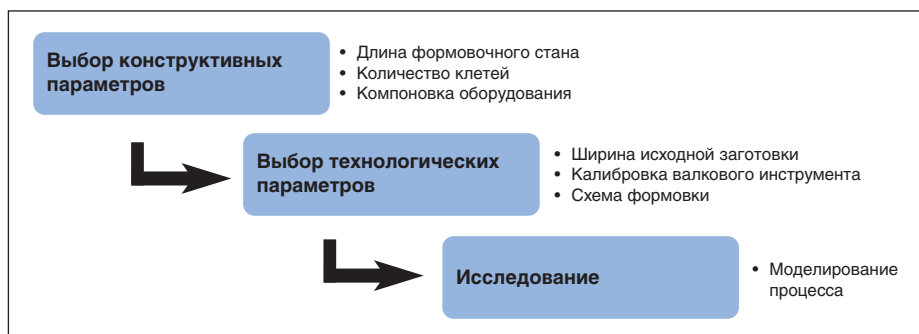 Выбор конструктивных
параметров
• Длина формовочного стана
• Количество клетей
• Компоновка оборудования
Выбор технологических
параметров
• Ширина исходной заготовки
• Калибровка валкового инструмента
• Схема формовки
Исследование
• Моделирование
процесса